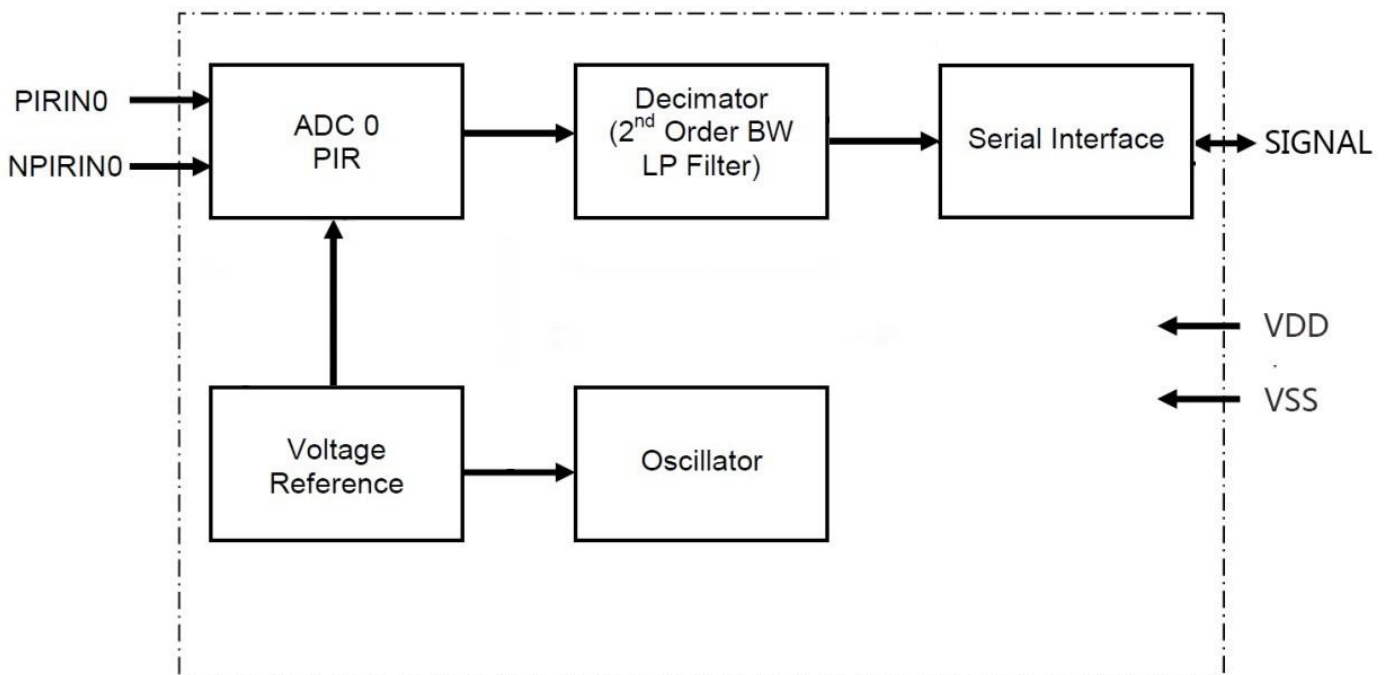 PIRIN0
NPIRIN0
ADC 0
PIR
Decimator
(2nd Order BW
LP Filter)
Serial Interface
SIGNAL
VDD
VSS
Voltage
Reference
Oscillator